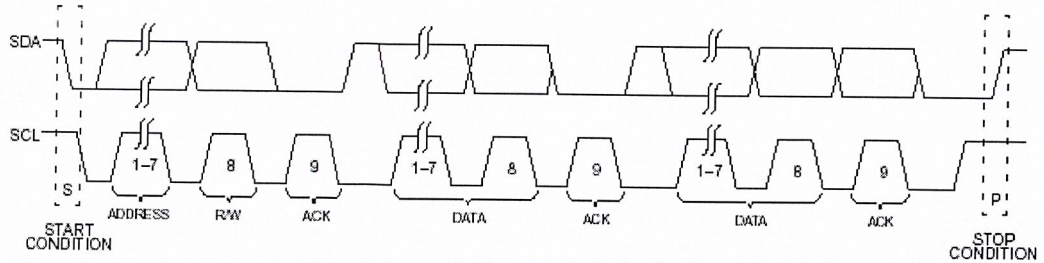 SDA
SCL
1–7 8 9 1–7 8 9 1–7 8 9
S P
ADDRESS R/W ACK DATA ACK DATA ACK
START
CONDITION
STOP
CONDITION